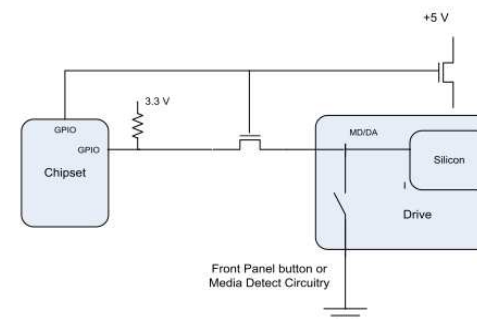 +5 V
3.3 V
GPIO
GPIO
Chipset
MD/DA
Silicon
Drive
Front Panel button or
Media Detect Circuitry